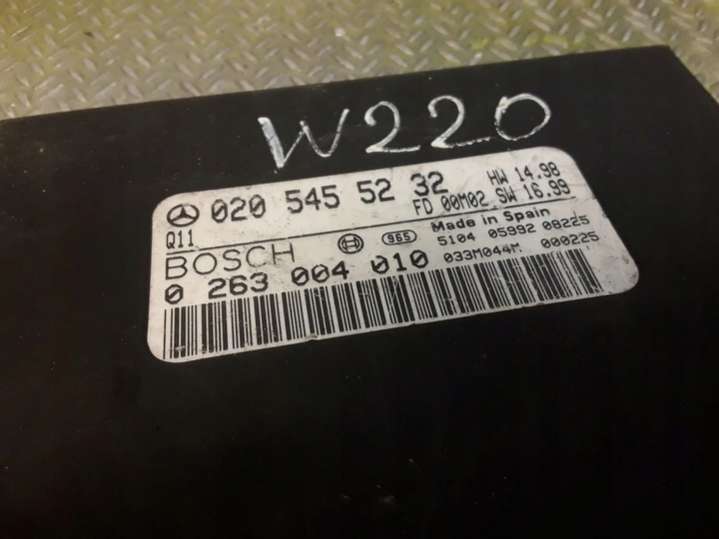 W220
020 545 52 32 HW 14.98
Q11 FD 00M02 SW 16.99
BOSCH 965 Made in Spain
5104 05992 08225
0 263 004 010 033M044M 000225